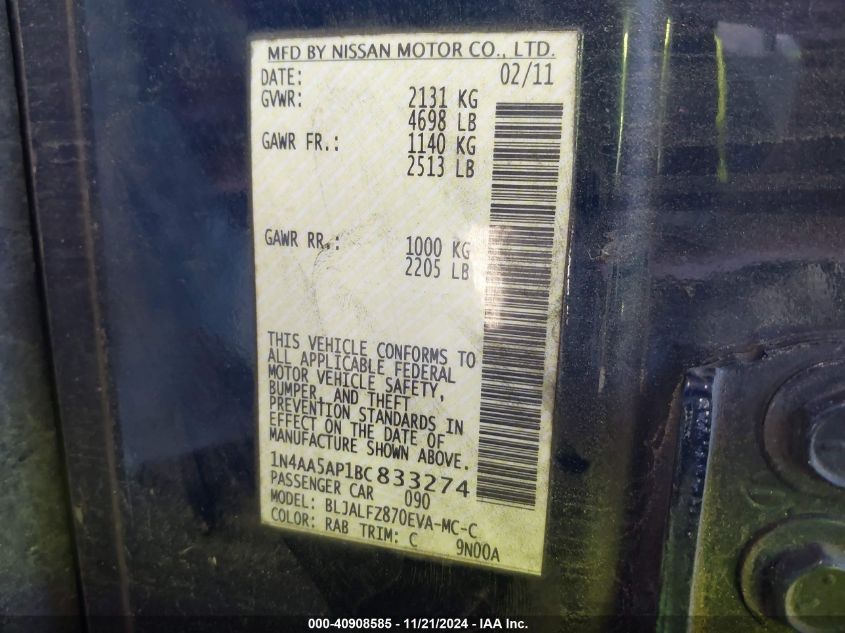 MFD BY NISSAN MOTOR CO., LTD.
DATE: 02/11
GVWR: 2131 KG
4698 LB
GAWR FR.: 1140 KG
2513 LB
GAWR RR.: 1000 KG
2205 LB
THIS VEHICLE CONFORMS TO
ALL APPLICABLE FEDERAL
MOTOR VEHICLE SAFETY,
BUMPER, AND THEFT
PREVENTION STANDARDS IN
EFFECT ON THE DATE OF
MANUFACTURE SHOWN ABOVE.
1N4AA5AP1BC833274
PASSENGER CAR 090
MODEL: BLJALFZ870EVA-MC-C
COLOR: RAB TRIM: C 9N00A
000-40908585 - 11/21/2024 - IAA Inc.